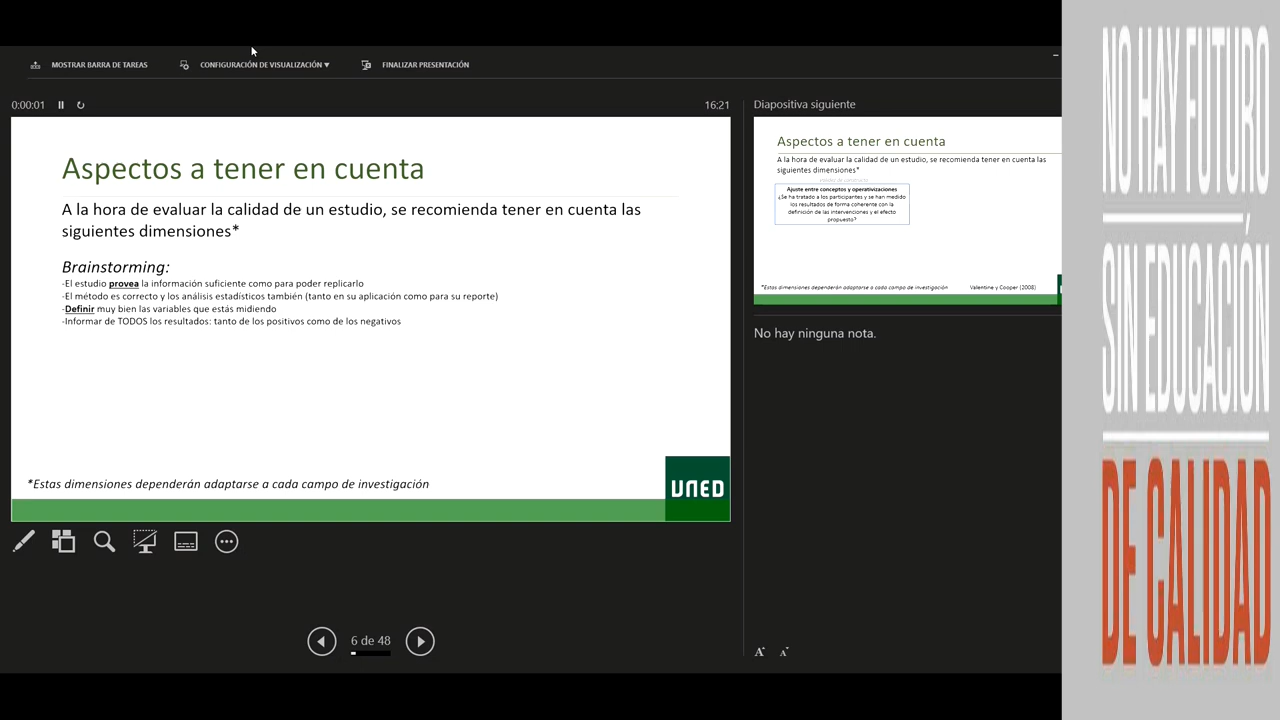 MOSTRAR BARRA DE TAREAS
CONFIGURACIÓN DE VISUALIZACIÓN ▼
FINALIZAR PRESENTACIÓN
0:00:01
16:21
Aspectos a tener en cuenta
A la hora de evaluar la calidad de un estudio, se recomienda tener en cuenta las
siguientes dimensiones*
Brainstorming:
-El estudio provea la información suficiente como para poder replicarlo
-El método es correcto y los análisis estadísticos también (tanto en su aplicación como para su reporte)
-Definir muy bien las variables que estás midiendo
-Informar de TODOS los resultados: tanto de los positivos como de los negativos
*Estas dimensiones dependerán adaptarse a cada campo de investigación
UNED
6 de 48
Diapositiva siguiente
Aspectos a tener en cuenta
A la hora de evaluar la calidad de un estudio, se recomienda tener en cuenta las
siguientes dimensiones*
Ajuste entre conceptos y operativizaciones
¿Se ha tratado a los participantes y se han medido
los resultados de forma coherente con la
definición de las intervenciones y el efecto
propuesto?
*Estas dimensiones dependerán adaptarse a cada campo de investigación
Valentine y Cooper (2008)
No hay ninguna nota.
A A
NO HAY FUTURO
SIN EDUCACIÓN
DE CALIDAD